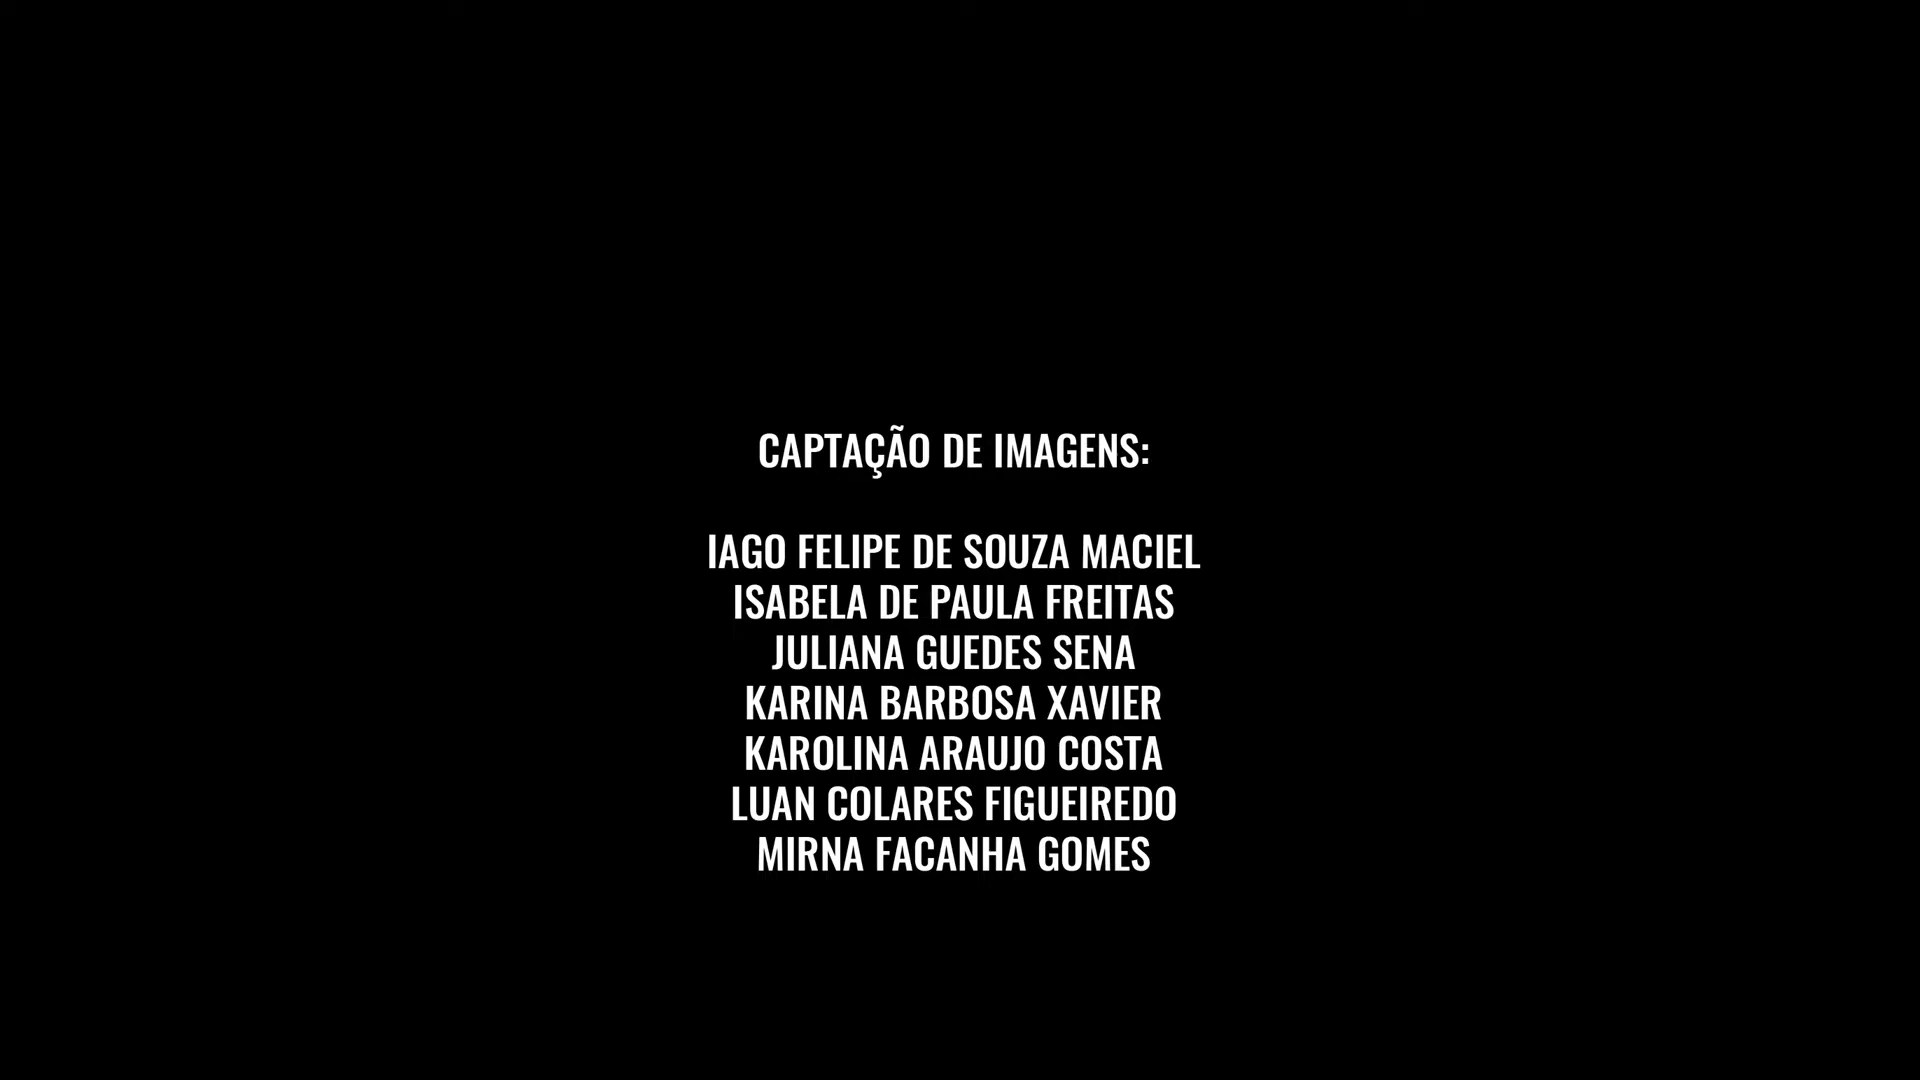 CAPTAÇÃO DE IMAGENS:
IAGO FELIPE DE SOUZA MACIEL
ISABELA DE PAULA FREITAS
JULIANA GUEDES SENA
KARINA BARBOSA XAVIER
KAROLINA ARAUJO COSTA
LUAN COLARES FIGUEIREDO
MIRNA FACANHA GOMES